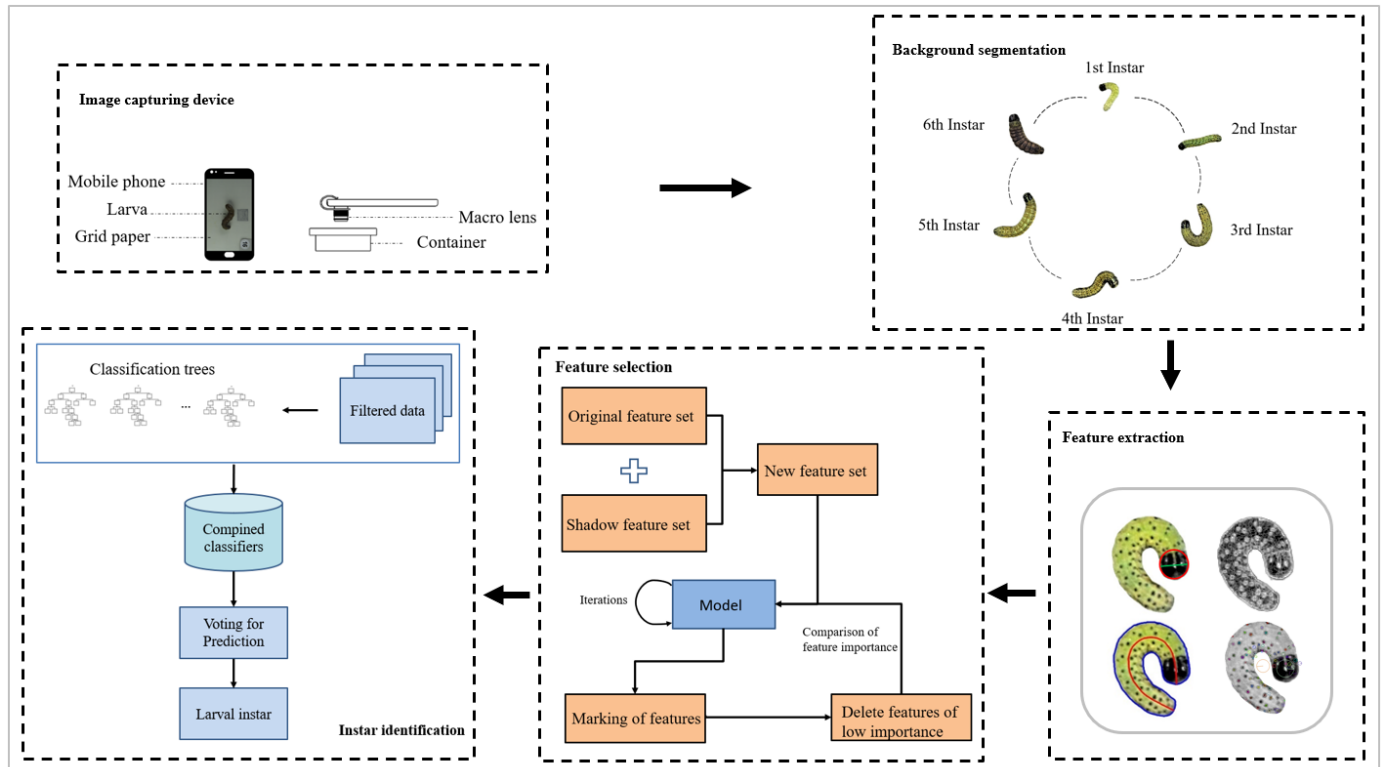 Image capturing device
Mobile phone
Larva
Grid paper
Macro lens
Container
Background segmentation
1st Instar
2nd Instar
3rd Instar
4th Instar
5th Instar
6th Instar
Feature extraction
Feature selection
Original feature set
Shadow feature set
New feature set
Iterations
Model
Comparison of
feature importance
Marking of features
Delete features of
low importance
Classification trees
...
Filtered data
Compined
classifiers
Voting for
Prediction
Larval instar
Instar identification